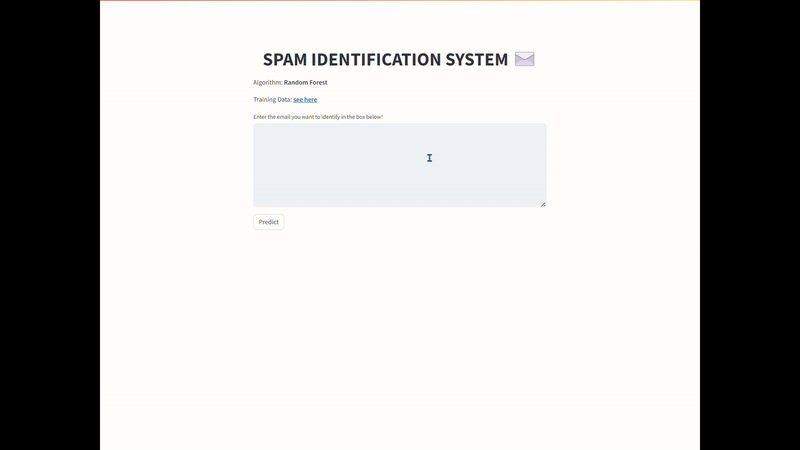 SPAM IDENTIFICATION SYSTEM
Algorithm: Random Forest
Training Data: see here
Enter the email you want to identify in the box below!
Predict